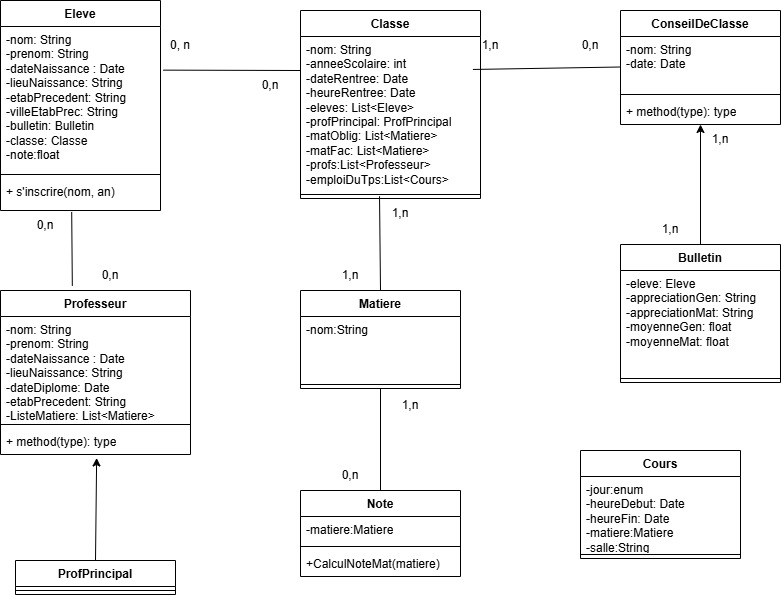 Eleve
-nom: String
-prenom: String
-dateNaissance : Date
-lieuNaissance: String
-etabPrecedent: String
-villeEtabPrec: String
-bulletin: Bulletin
-classe: Classe
-note:float
+ s'inscrire(nom, an)
0, n
0,n
Classe
-nom: String
-anneeScolaire: int
-dateRentree: Date
-heureRentree: Date
-eleves: List<Eleve>
-profPrincipal: ProfPrincipal
-matOblig: List<Matiere>
-matFac: List<Matiere>
-profs:List<Professeur>
-emploiDuTps:List<Cours>
1,n
0,n
ConseilDeClasse
-nom: String
-date: Date
+ method(type): type
1,n
1,n
Bulletin
-eleve: Eleve
-appreciationGen: String
-appreciationMat: String
-moyenneGen: float
-moyenneMat: float
0,n
0,n
Professeur
-nom: String
-prenom: String
-dateNaissance : Date
-lieuNaissance: String
-dateDiplome: Date
-etabPrecedent: String
-ListeMatiere: List<Matiere>
+ method(type): type
ProfPrincipal
1,n
1,n
Matiere
-nom:String
1,n
0,n
Note
-matiere:Matiere
+CalculNoteMat(matiere)
Cours
-jour:enum
-heureDebut: Date
-heureFin: Date
-matiere:Matiere
-salle:String